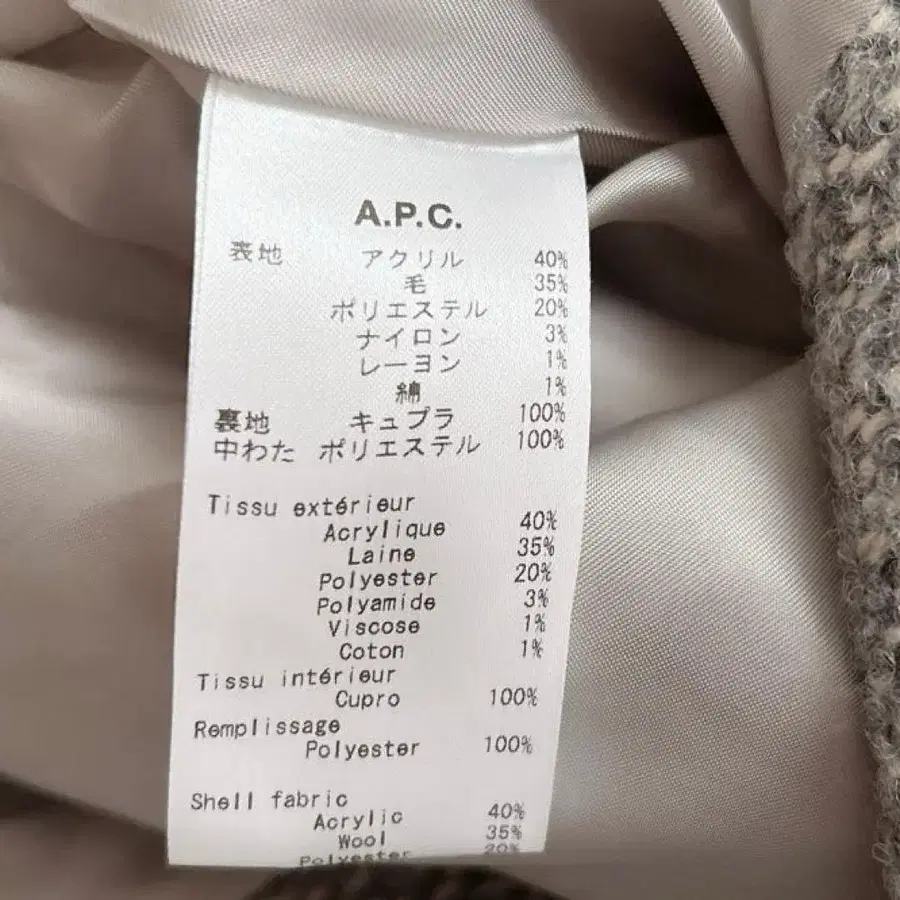 A.P.C.
表地 アクリル 40%
毛 35%
ポリエステル 20%
ナイロン 3%
レーヨン 1%
綿 1%
裏地 キュプラ 100%
中わた ポリエステル 100%
Tissu extérieur
Acrylique 40%
Laine 35%
Polyester 20%
Polyamide 3%
Viscose 1%
Coton 1%
Tissu intérieur
Cupro 100%
Remplissage
Polyester 100%
Shell fabric
Acrylic 40%
Wool 35%
Polyester 20%